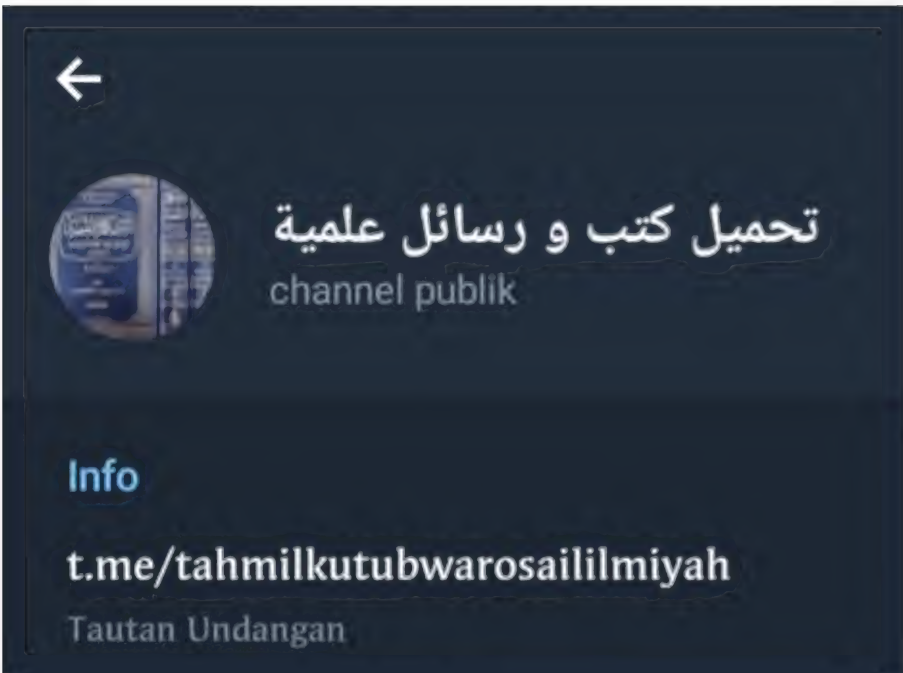 تحميل كتب و رسائل علمية
channel publik
Info
t.me/tahmilkutubwarosaililmiyah
Tautan Undangan